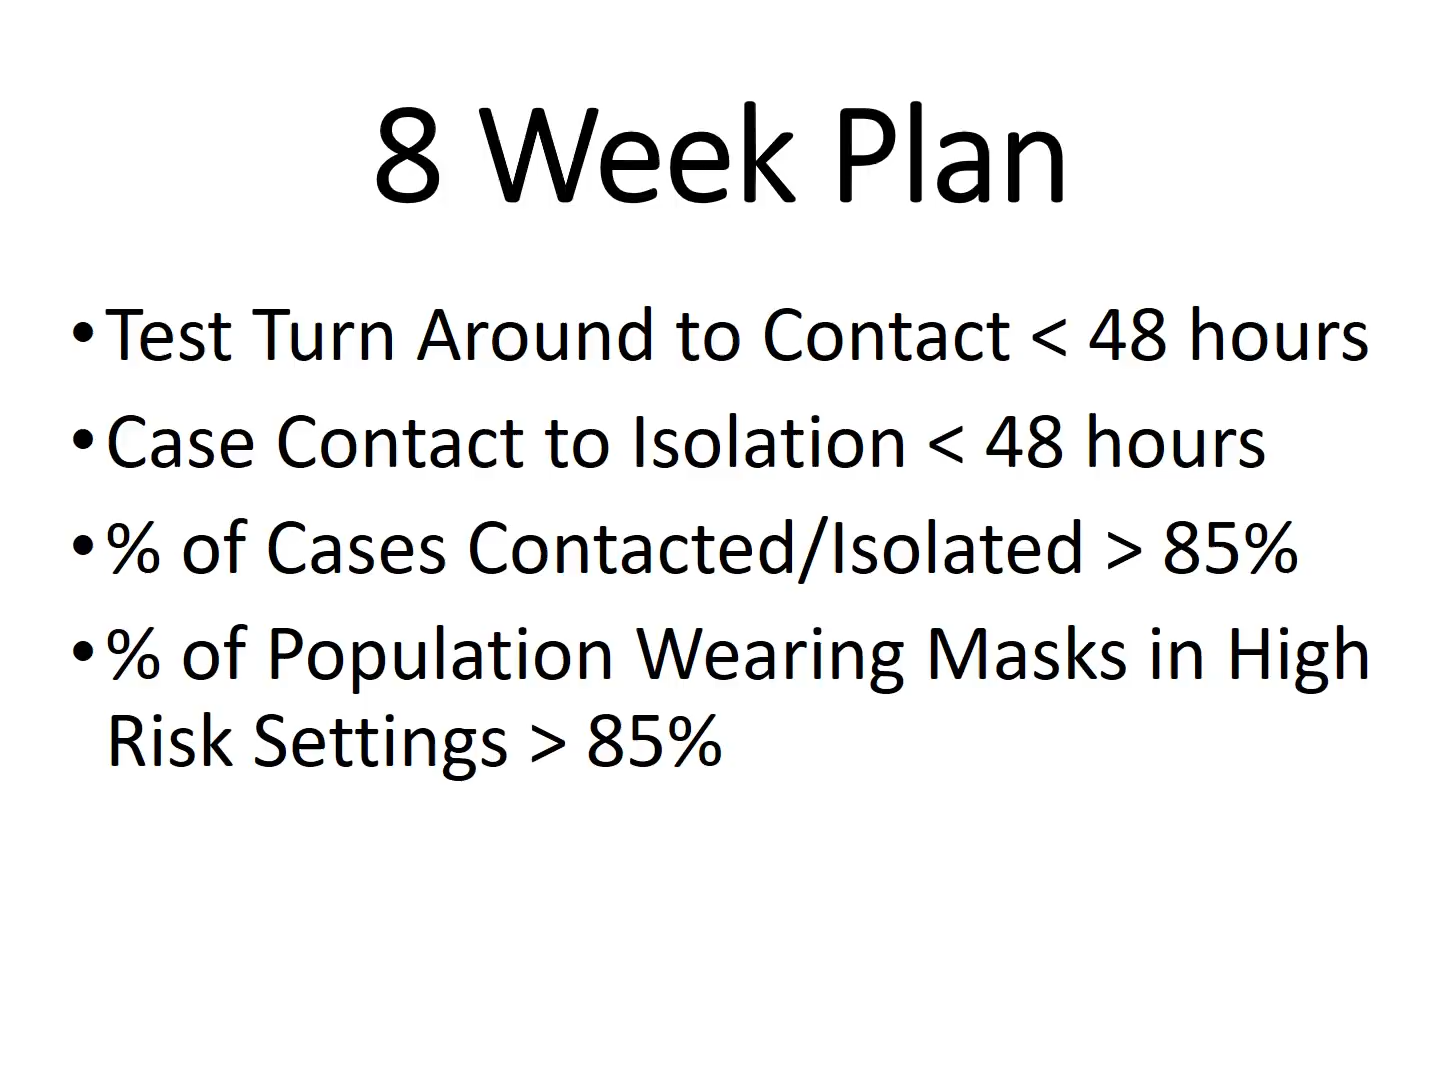 8 Week Plan
•Test Turn Around to Contact < 48 hours
•Case Contact to Isolation < 48 hours
•% of Cases Contacted/Isolated > 85%
•% of Population Wearing Masks in High
Risk Settings > 85%